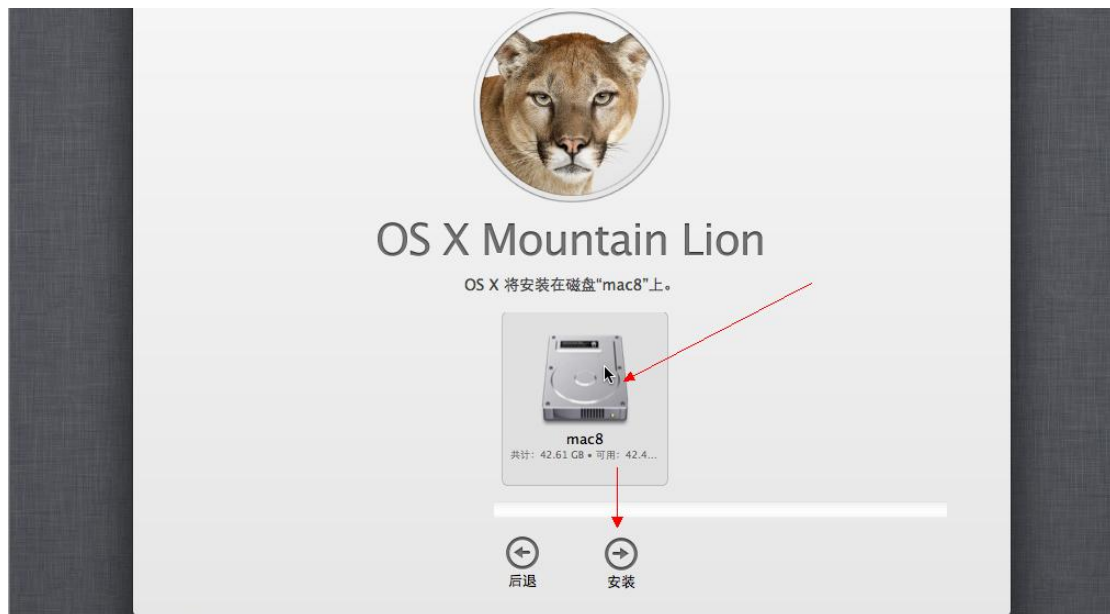 OS X Mountain Lion
OS X 将安装在磁盘“mac8”上。
mac8
共计：42.61 GB • 可用：42.4...
后退
安装